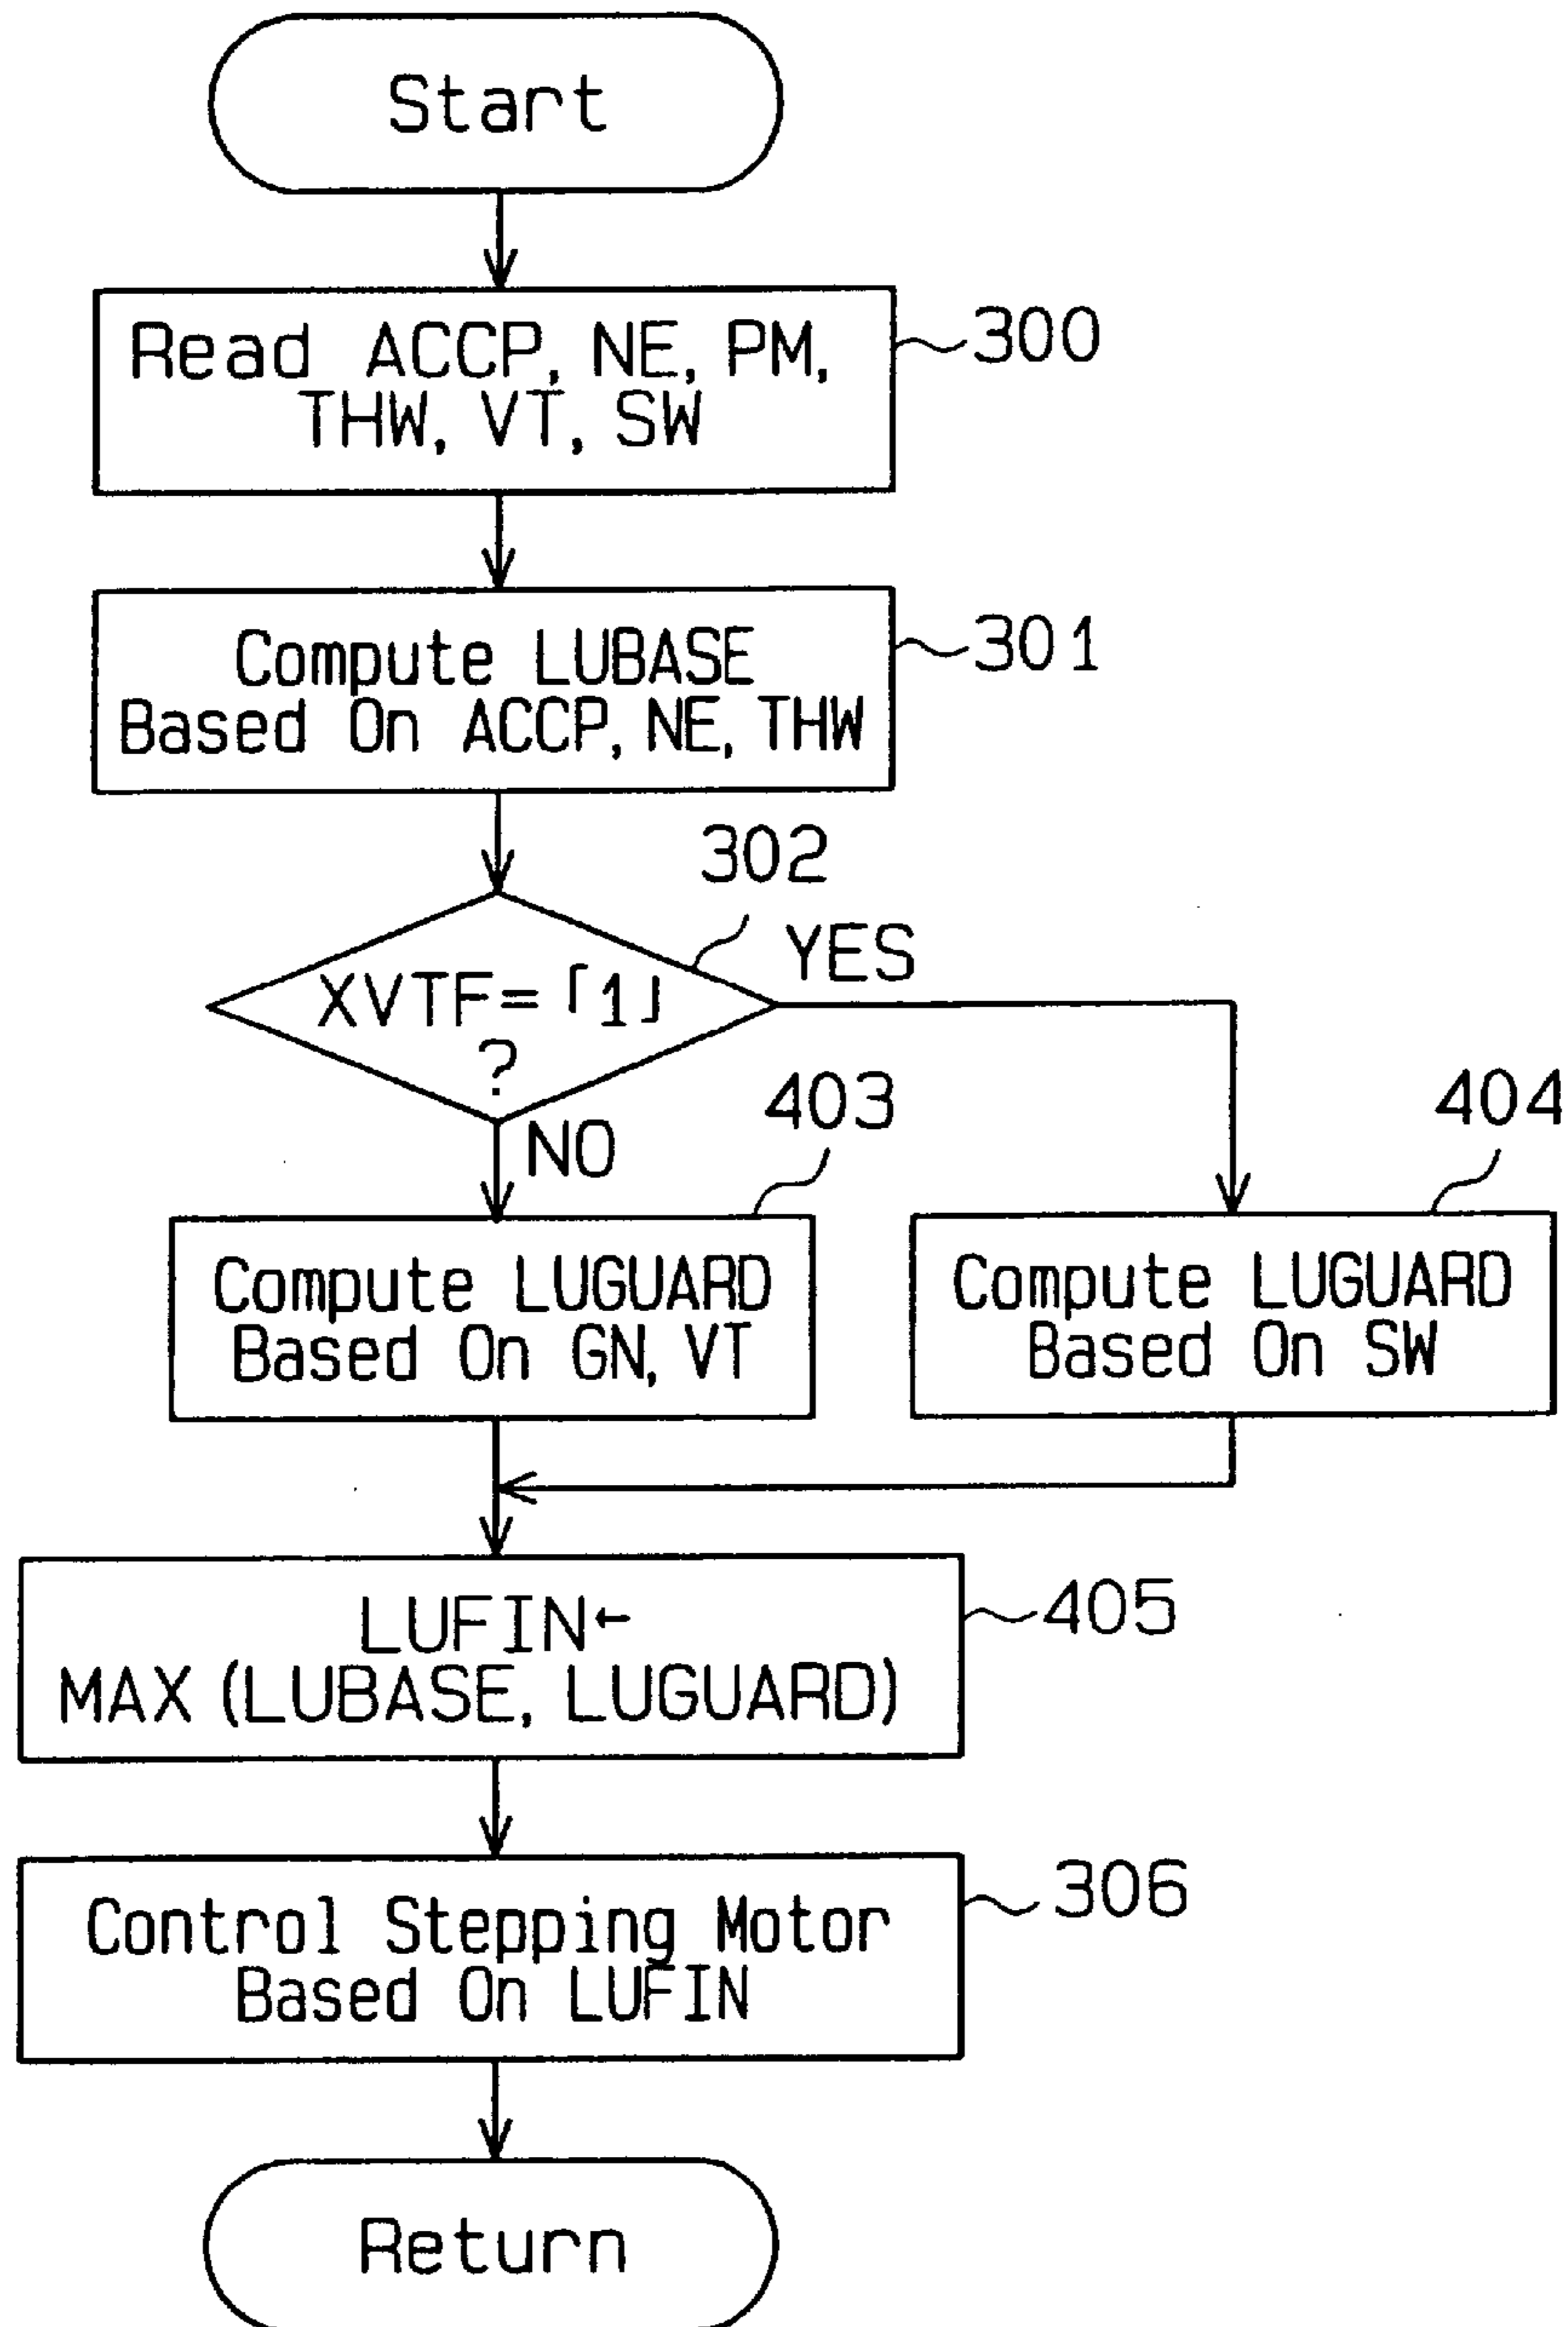 Start
Read ACCP, NE, PM,
THW, VT, SW
300
Compute LUBASE
Based On ACCP, NE, THW
301
302
XVTF=「1」
?
YES
NO
403
404
Compute LUGUARD
Based On GN, VT
Compute LUGUARD
Based On SW
LUFIN←
MAX (LUBASE, LUGUARD)
405
Control Stepping Motor
Based On LUFIN
306
Return